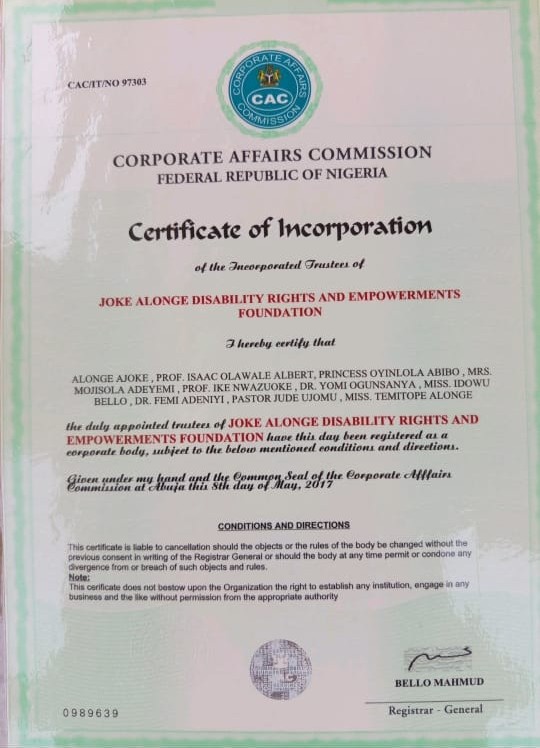 CAC/IT/NO 97303
CORPORATE AFFAIRS
CAC
COMMISSION
CORPORATE AFFAIRS COMMISSION
FEDERAL REPUBLIC OF NIGERIA
Certificate of Incorporation
of the Incorporated Trustees of
JOKE ALONGE DISABILITY RIGHTS AND EMPOWERMENTS
FOUNDATION
I hereby certify that
ALONGE AJOKE , PROF. ISAAC OLAWALE ALBERT, PRINCESS OYINLOLA ABIBO , MRS.
MOJISOLA ADEYEMI , PROF. IKE NWAZUOKE , DR. YOMI OGUNSANYA , MISS. IDOWU
BELLO , DR. FEMI ADENIYI , PASTOR JUDE UJOMU , MISS. TEMITOPE ALONGE
the duly appointed trustees of JOKE ALONGE DISABILITY RIGHTS AND
EMPOWERMENTS FOUNDATION have this day been registered as a
corporate body, subject to the below mentioned conditions and directions.
Given under my hand and the Common Seal of the Corporate Afffairs
Commission at Abuja this 8th day of May, 2017
CONDITIONS AND DIRECTIONS
This certificate is liable to cancellation should the objects or the rules of the body be changed without the
previous consent in writing of the Registrar General or should the body at any time permit or condone any
divergence from or breach of such objects and rules.
Note:
This cerificate does not bestow upon the Organization the right to establish any institution, engage in any
business and the like without permission from the appropriate authority
CAC
BELLO MAHMUD
Registrar - General
0989639